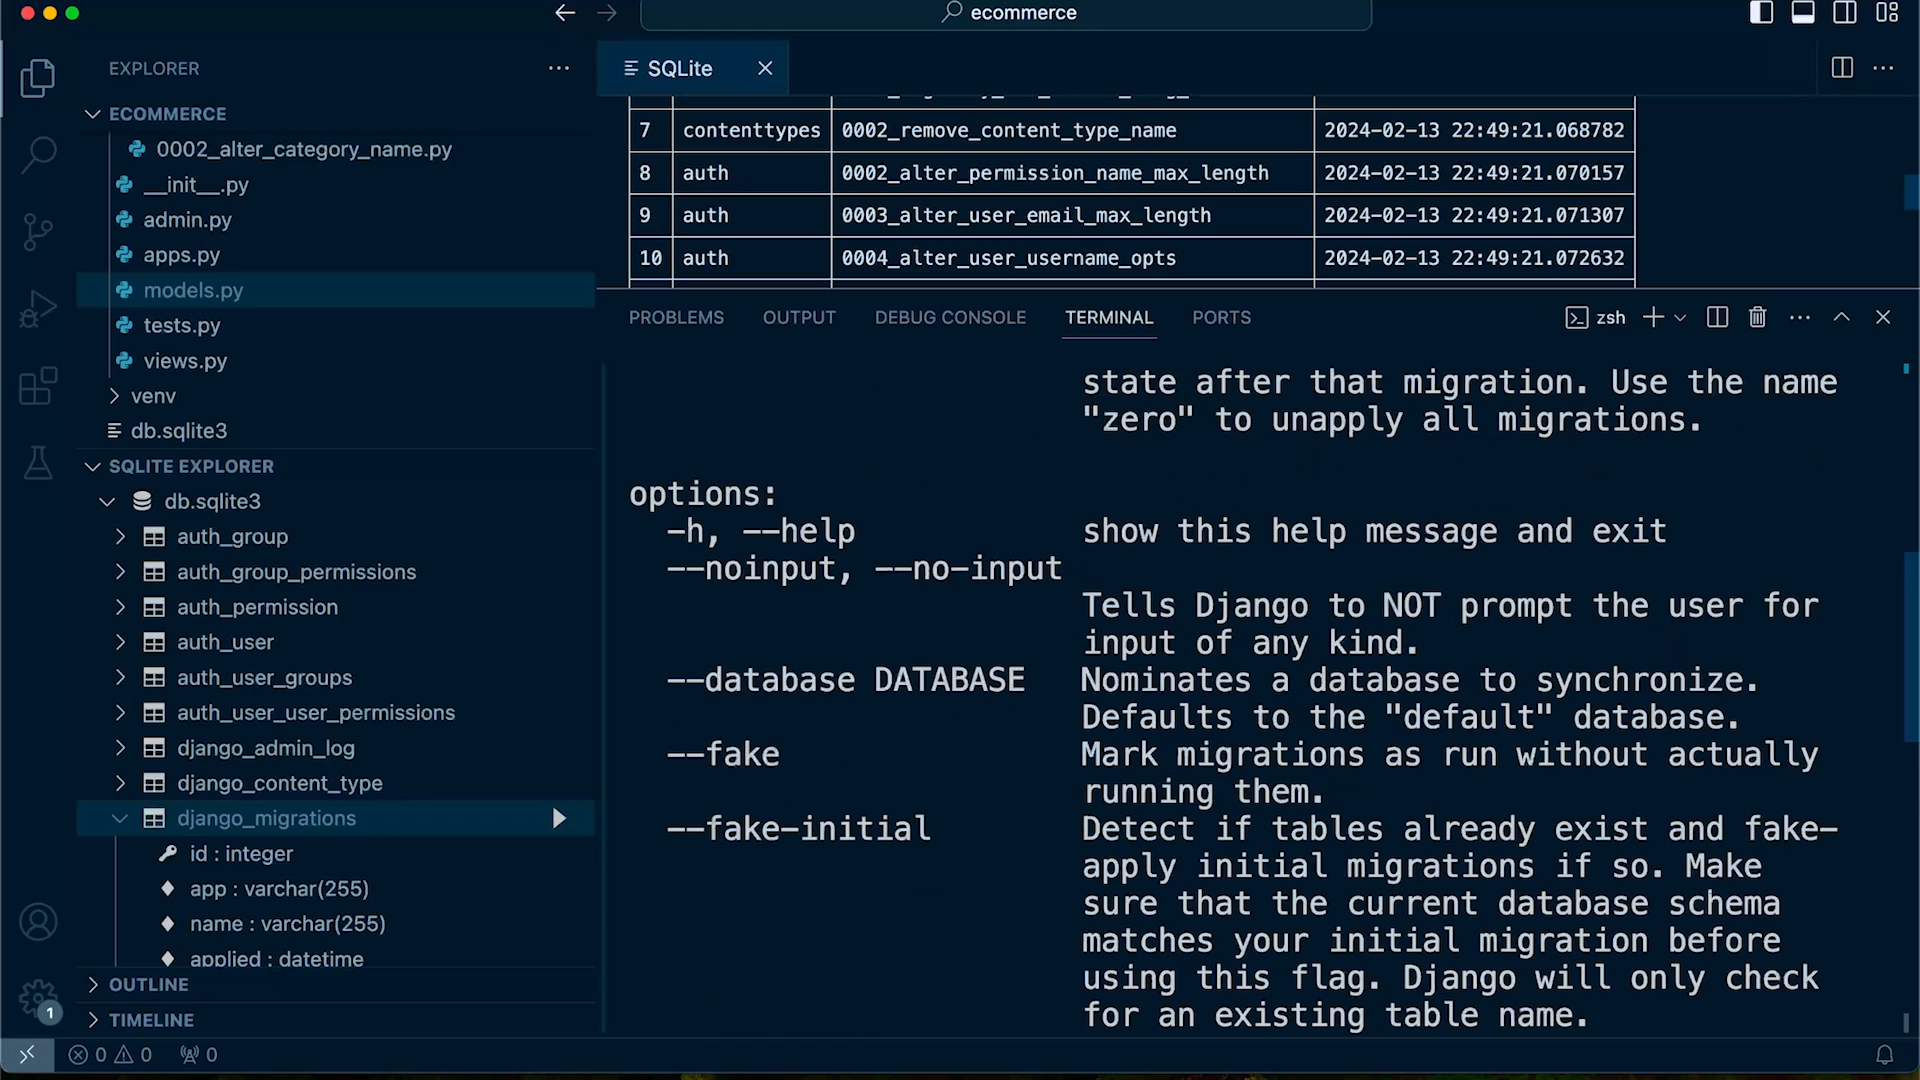 ecommerce
EXPLORER
ECOMMERCE
0002_alter_category_name.py
__init__.py
admin.py
apps.py
models.py
tests.py
views.py
venv
db.sqlite3
SQLITE EXPLORER
db.sqlite3
auth_group
auth_group_permissions
auth_permission
auth_user
auth_user_groups
auth_user_user_permissions
django_admin_log
django_content_type
django_migrations
id : integer
app : varchar(255)
name : varchar(255)
applied : datetime
OUTLINE
TIMELINE
1
0 0 0
SQLite
7 contenttypes 0002_remove_content_type_name 2024-02-13 22:49:21.068782
8 auth 0002_alter_permission_name_max_length 2024-02-13 22:49:21.070157
9 auth 0003_alter_user_email_max_length 2024-02-13 22:49:21.071307
10 auth 0004_alter_user_username_opts 2024-02-13 22:49:21.072632
PROBLEMS OUTPUT DEBUG CONSOLE TERMINAL PORTS zsh
state after that migration. Use the name
"zero" to unapply all migrations.
options:
-h, --help show this help message and exit
--noinput, --no-input
Tells Django to NOT prompt the user for
input of any kind.
--database DATABASE Nominates a database to synchronize.
Defaults to the "default" database.
--fake Mark migrations as run without actually
running them.
--fake-initial Detect if tables already exist and fake-
apply initial migrations if so. Make
sure that the current database schema
matches your initial migration before
using this flag. Django will only check
for an existing table name.